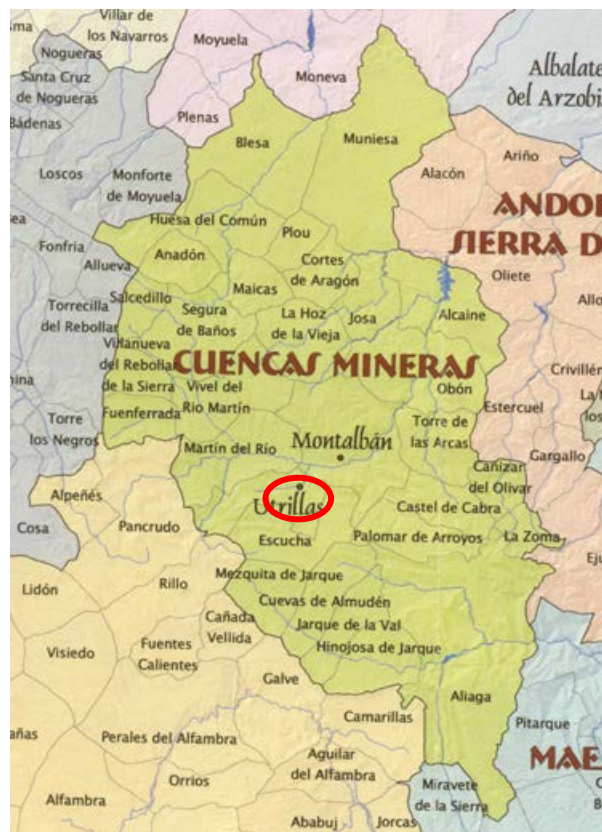 Villar de
los Navarros
Nogueras
Moyuela
Moneva
Albalate
Santa Cruz
de Nogueras
del
Plenas
Bádenas
Blesa
Muniesa
Ariño
Alacón
Loscos
Monforte
de Moyuela
ANDO
SIERRA D
Huesa del Común
Plou
Fonfria
Anadón
Cortes
de Aragón
Allueva
Oliete
Maicas
Salcedillo
Torrecilla
del Rebollar
Segura
de Baños
La Hoz
de la Vieja
Josa
Alcaine
Villanueva
del Rebollar
de la Sierra
CUENCAS MINERAS
Crivillén
Vivel del
Río Martín
Obón
Fuenferrada
Estercuel
Torre
los Negros
Torre de
las Arcas
Montalbán
Martín del Río
Gargallo
Cañizar
del Olivar
Alpeñés
Utrillas
Castel de Cabra
Cosa
Pancrudo
Escucha
Palomar de Arroyos
La Zoma
Mezquita de Jarque
Rillo
Lidón
Cuevas de Almudén
Cañada
Vellida
Jarque de la Val
Visiedo
Fuentes
Calientes
Hinojosa de Jarque
Galve
Aliaga
Camarillas
Pitarque
Perales del Alfambra
Aguilar
del Alfambra
MAE
Orrios
Miravete
de la Sierra
Alfambra
Ababuj
Jorcas